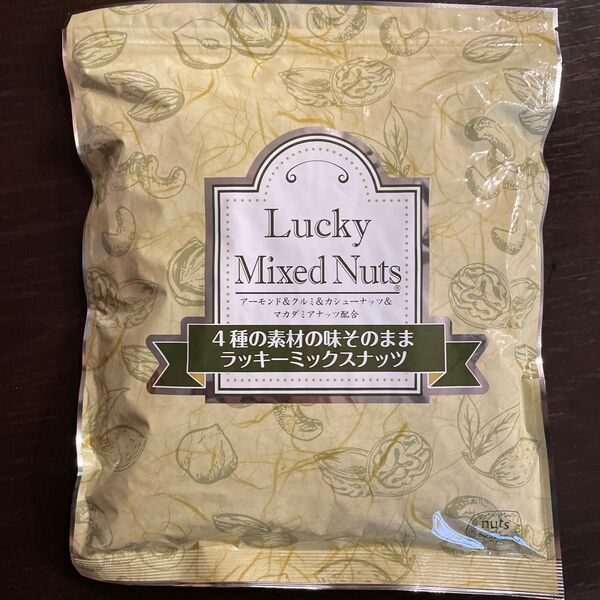 Lucky
Mixed Nuts®
アーモンド&クルミ&カシューナッツ&
マカダミアナッツ配合
4種の素材の味そのまま
ラッキーミックスナッツ
nuts